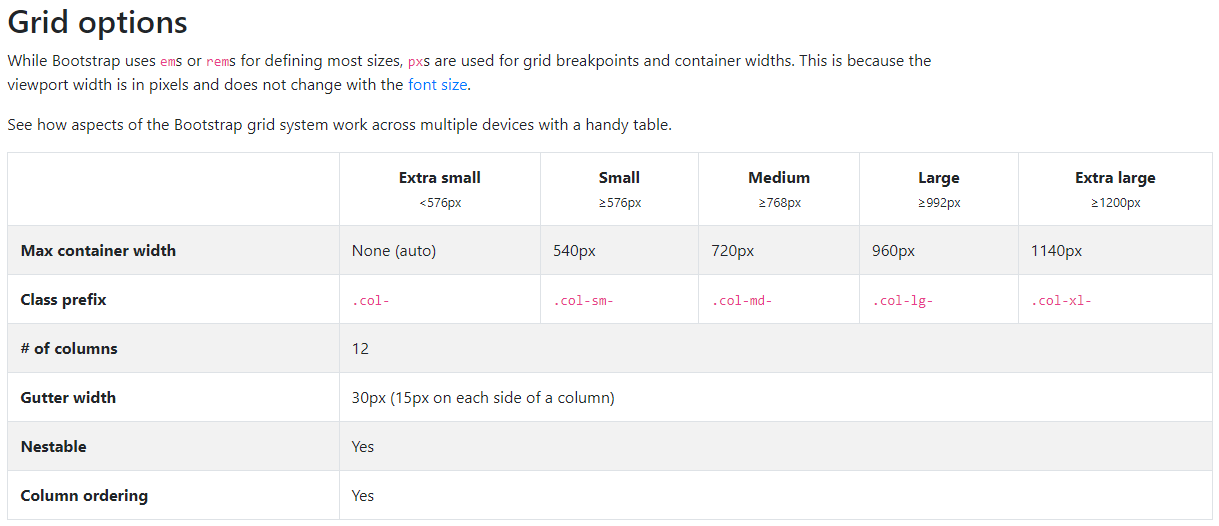 Grid options
While Bootstrap uses ems or rems for defining most sizes, pxs are used for grid breakpoints and container widths. This is because the
viewport width is in pixels and does not change with the font size.
See how aspects of the Bootstrap grid system work across multiple devices with a handy table.
Extra small Small Medium Large Extra large
<576px ≥576px ≥768px ≥992px ≥1200px
Max container width None (auto) 540px 720px 960px 1140px
Class prefix .col- .col-sm- .col-md- .col-lg- .col-xl-
# of columns 12
Gutter width 30px (15px on each side of a column)
Nestable Yes
Column ordering Yes